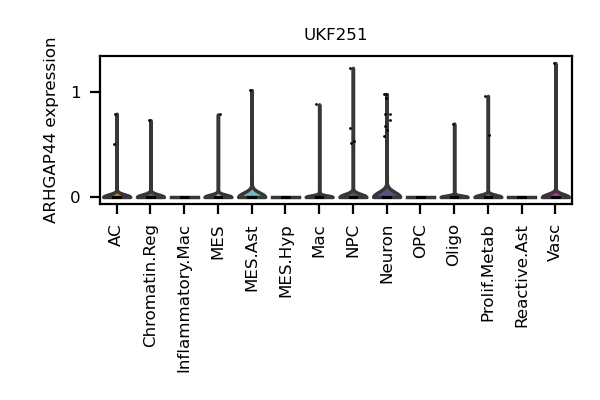 UKF251
ARHGAP44 expression
1
0
AC
Chromatin.Reg
Inflammatory.Mac
MES
MES.Ast
MES.Hyp
Mac
NPC
Neuron
OPC
Oligo
Prolif.Metab
Reactive.Ast
Vasc